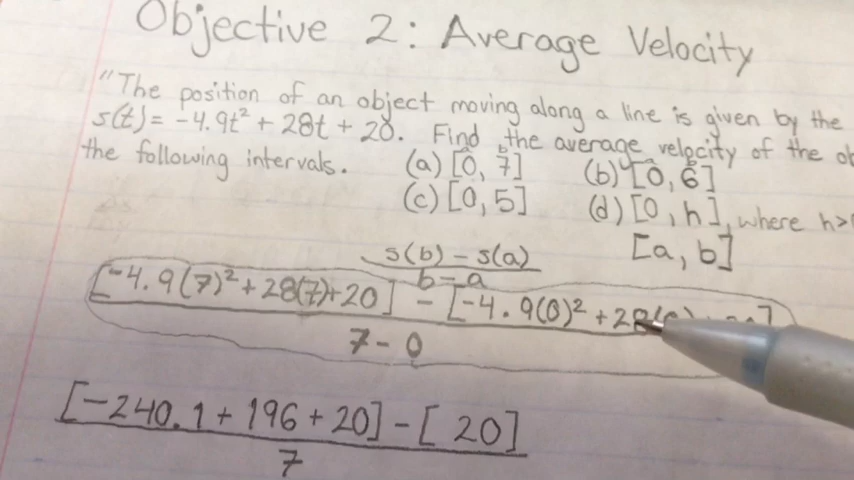 Objective 2: Average Velocity
"The position of an object moving along a line is given by the
s(t) = -4.9t² + 28t + 20. Find the average velocity of the
the following intervals. (a) [0, 7] (b) [0, 6]
(c) [0, 5] (d) [0, h], where h>
a b a b
s(b) - s(a) [a, b]
b - a
[-4.9(7)² + 28(7) + 20] - [-4.9(0)² + 28
7 - 0
[-240.1 + 196 + 20] - [ 20]
7